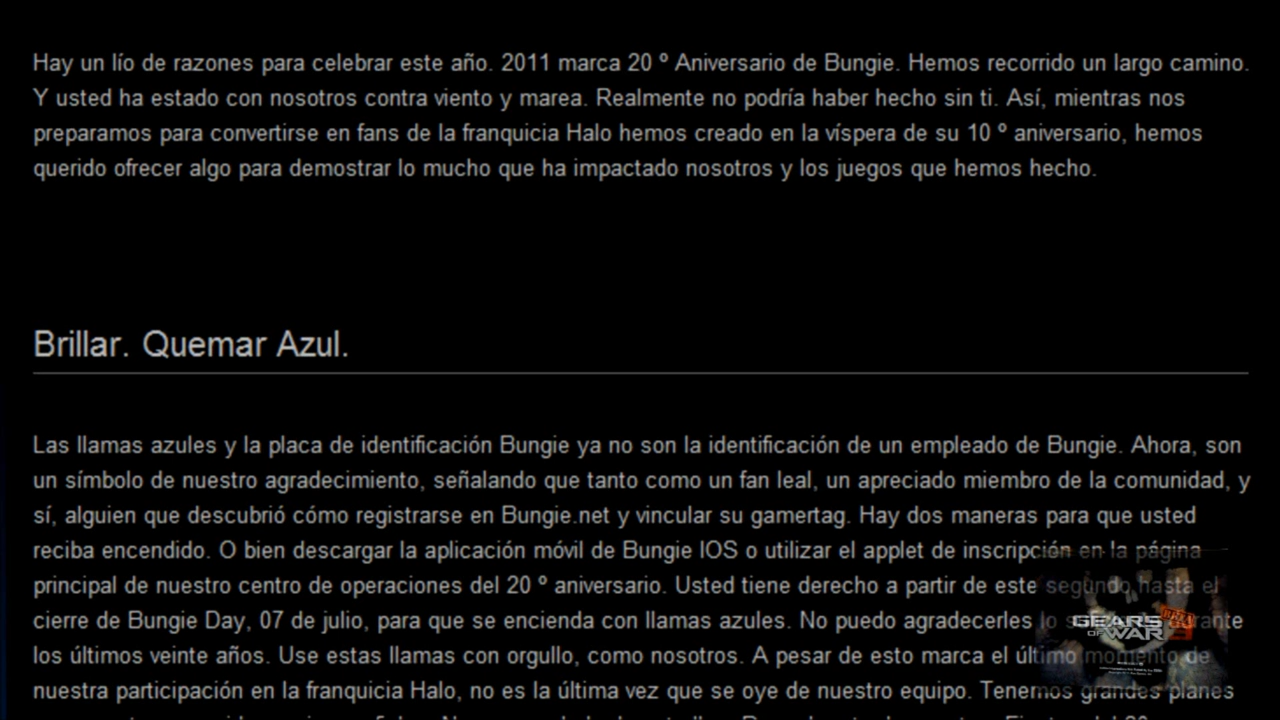 Hay un lío de razones para celebrar este año. 2011 marca 20 º Aniversario de Bungie. Hemos recorrido un largo camino.
Y usted ha estado con nosotros contra viento y marea. Realmente no podría haber hecho sin ti. Así, mientras nos
preparamos para convertirse en fans de la franquicia Halo hemos creado en la víspera de su 10 º aniversario, hemos
querido ofrecer algo para demostrar lo mucho que ha impactado nosotros y los juegos que hemos hecho.
Brillar. Quemar Azul.
Las llamas azules y la placa de identificación Bungie ya no son la identificación de un empleado de Bungie. Ahora, son
un símbolo de nuestro agradecimiento, señalando que tanto como un fan leal, un apreciado miembro de la comunidad, y
sí, alguien que descubrió cómo registrarse en Bungie.net y vincular su gamertag. Hay dos maneras para que usted
reciba encendido. O bien descargar la aplicación móvil de Bungie IOS o utilizar el applet de inscripción en la página
principal de nuestro centro de operaciones del 20 º aniversario. Usted tiene derecho a partir de este segundo hasta el
cierre de Bungie Day, 07 de julio, para que se encienda con llamas azules. No puedo agradecerles lo
los últimos veinte años. Use estas llamas con orgullo, como nosotros. A pesar de esto marca el último momento de
nuestra participación en la franquicia Halo, no es la última vez que se oye de nuestro equipo. Tenemos grandes planes
GEARS
OF WAR